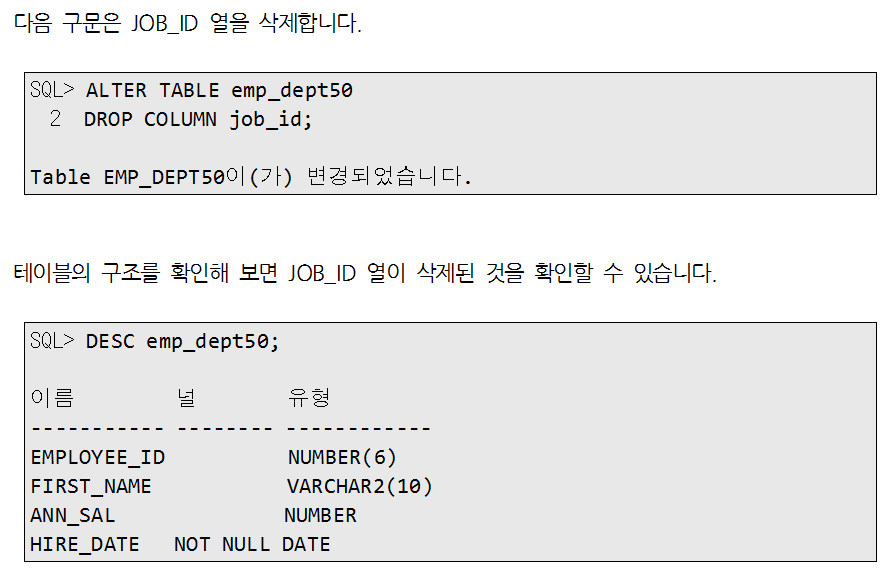 다음 구문은 JOB_ID 열을 삭제합니다.
SQL> ALTER TABLE emp_dept50
2 DROP COLUMN job_id;
Table EMP_DEPT50이(가) 변경되었습니다.
테이블의 구조를 확인해 보면 JOB_ID 열이 삭제된 것을 확인할 수 있습니다.
SQL> DESC emp_dept50;
이름 널 유형
----------- -------- ------------
EMPLOYEE_ID NUMBER(6)
FIRST_NAME VARCHAR2(10)
ANN_SAL NUMBER
HIRE_DATE NOT NULL DATE